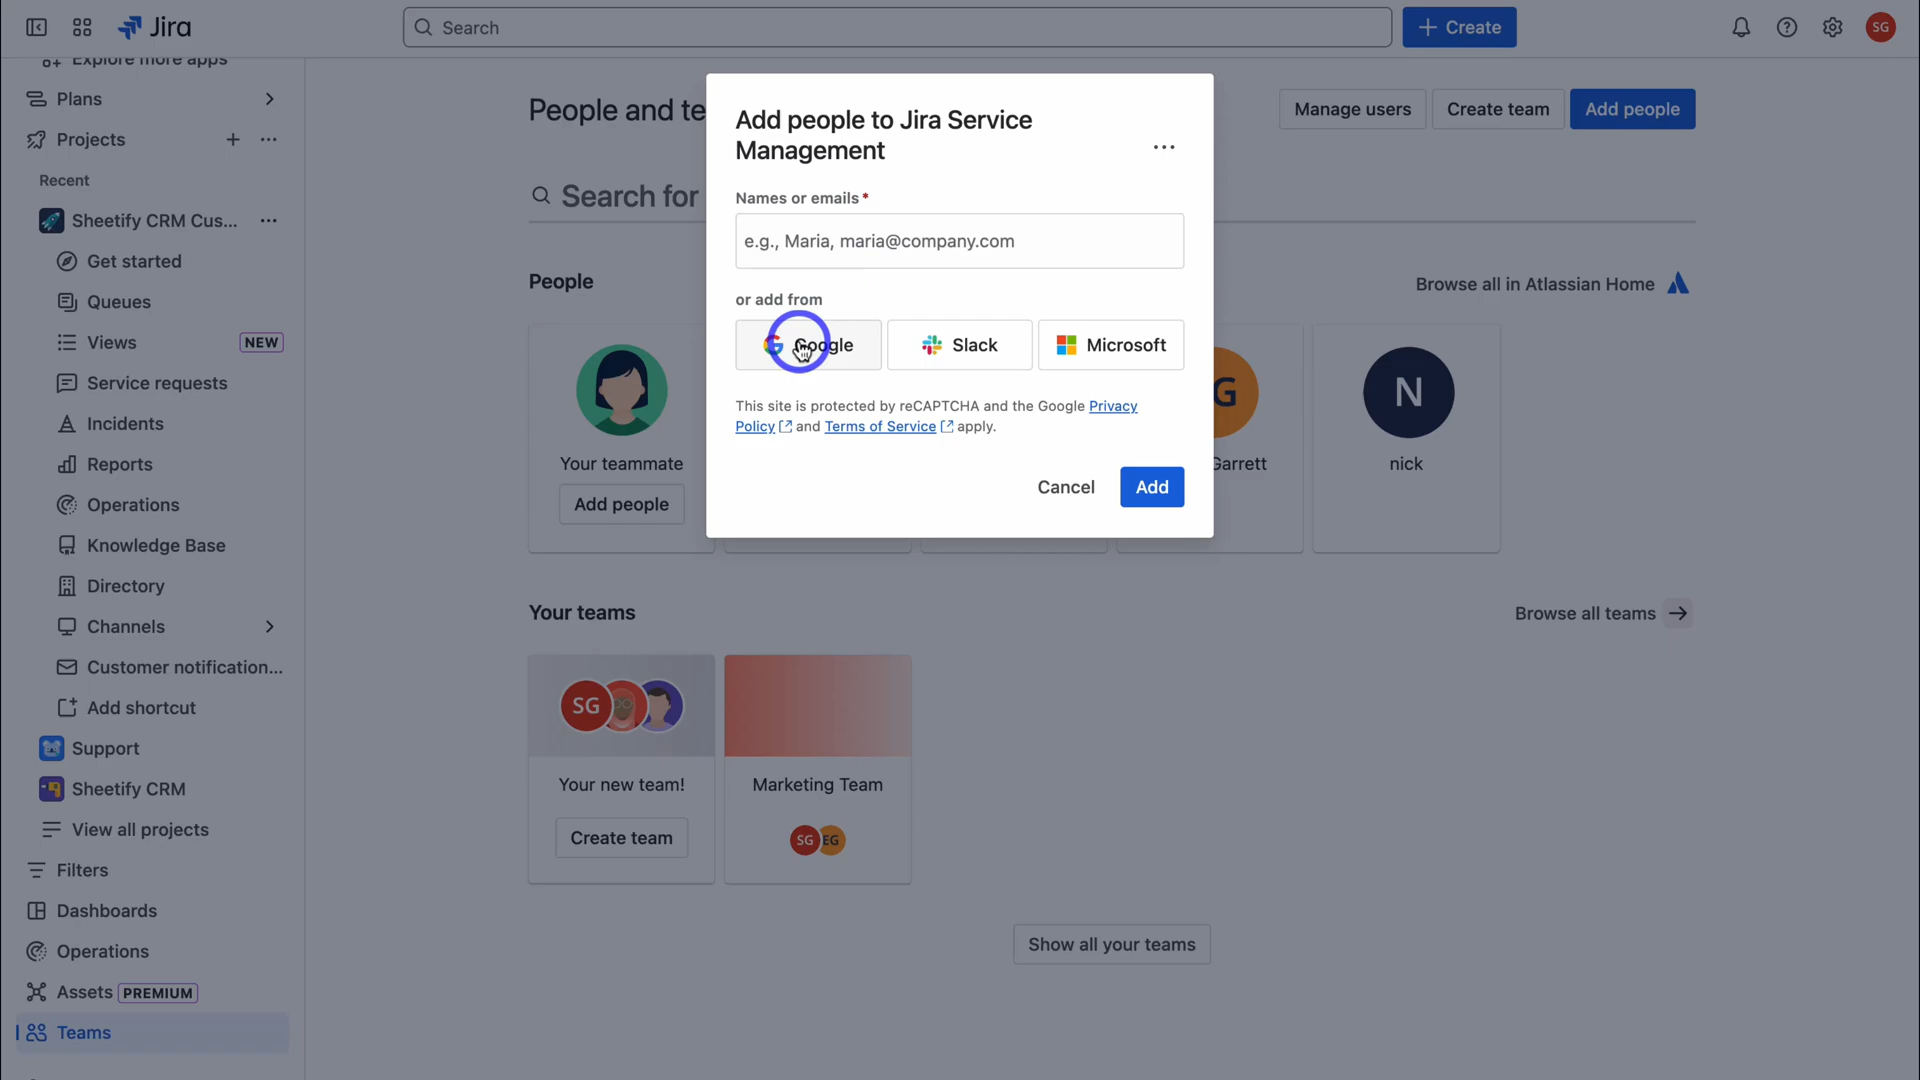 Jira
Search
Create
SG
Explore more apps
Plans
Projects
Recent
Sheetify CRM Cus...
Get started
Queues
Views NEW
Service requests
Incidents
Reports
Operations
Knowledge Base
Directory
Channels
Customer notification...
Add shortcut
Support
Sheetify CRM
View all projects
Filters
Dashboards
Operations
Assets PREMIUM
Teams
People and te
Manage users
Create team
Add people
Search for
People
Browse all in Atlassian Home
Your teammate
Add people
G
Garrett
N
nick
Add people to Jira Service
Management
Names or emails*
e.g., Maria, maria@company.com
or add from
Google
Slack
Microsoft
This site is protected by reCAPTCHA and the Google Privacy
Policy and Terms of Service apply.
Cancel
Add
Your teams
Browse all teams
SG
Your new team!
Create team
Marketing Team
SG EG
Show all your teams